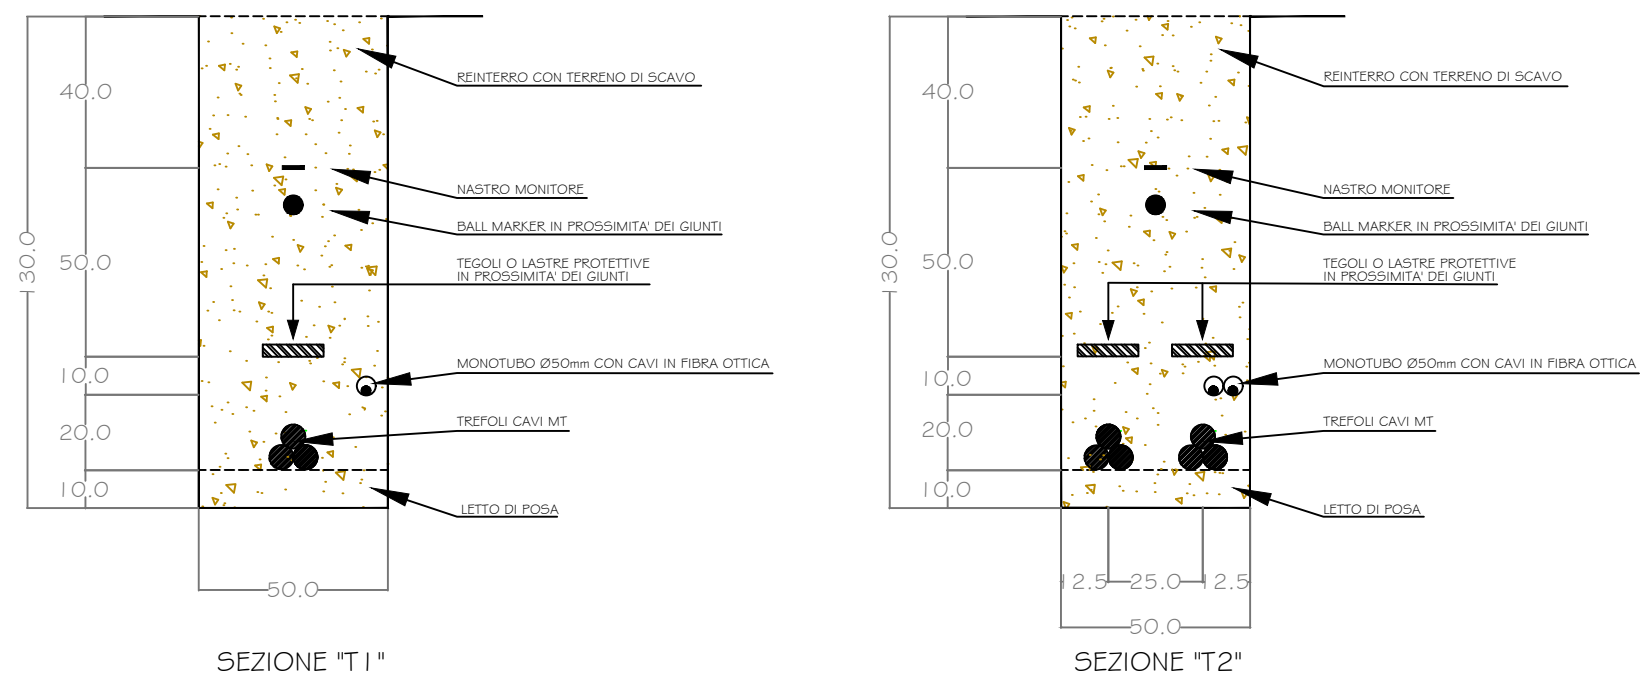 REINTERRO CON TERRENO DI SCAVO
40.0
NASTRO MONITORE
BALL MARKER IN PROSSIMITA' DEI GIUNTI
130.0
50.0
TEGOLI O LASTRE PROTETTIVE
IN PROSSIMITA' DEI GIUNTI
MONOTUBO Ø50mm CON CAVI IN FIBRA OTTICA
10.0
TREFOLI CAVI MT
20.0
10.0
LETTO DI POSA
50.0
SEZIONE "T1"
REINTERRO CON TERRENO DI SCAVO
40.0
NASTRO MONITORE
BALL MARKER IN PROSSIMITA' DEI GIUNTI
130.0
50.0
TEGOLI O LASTRE PROTETTIVE
IN PROSSIMITA' DEI GIUNTI
MONOTUBO Ø50mm CON CAVI IN FIBRA OTTICA
10.0
TREFOLI CAVI MT
20.0
10.0
LETTO DI POSA
12.5 25.0 12.5
50.0
SEZIONE "T2"